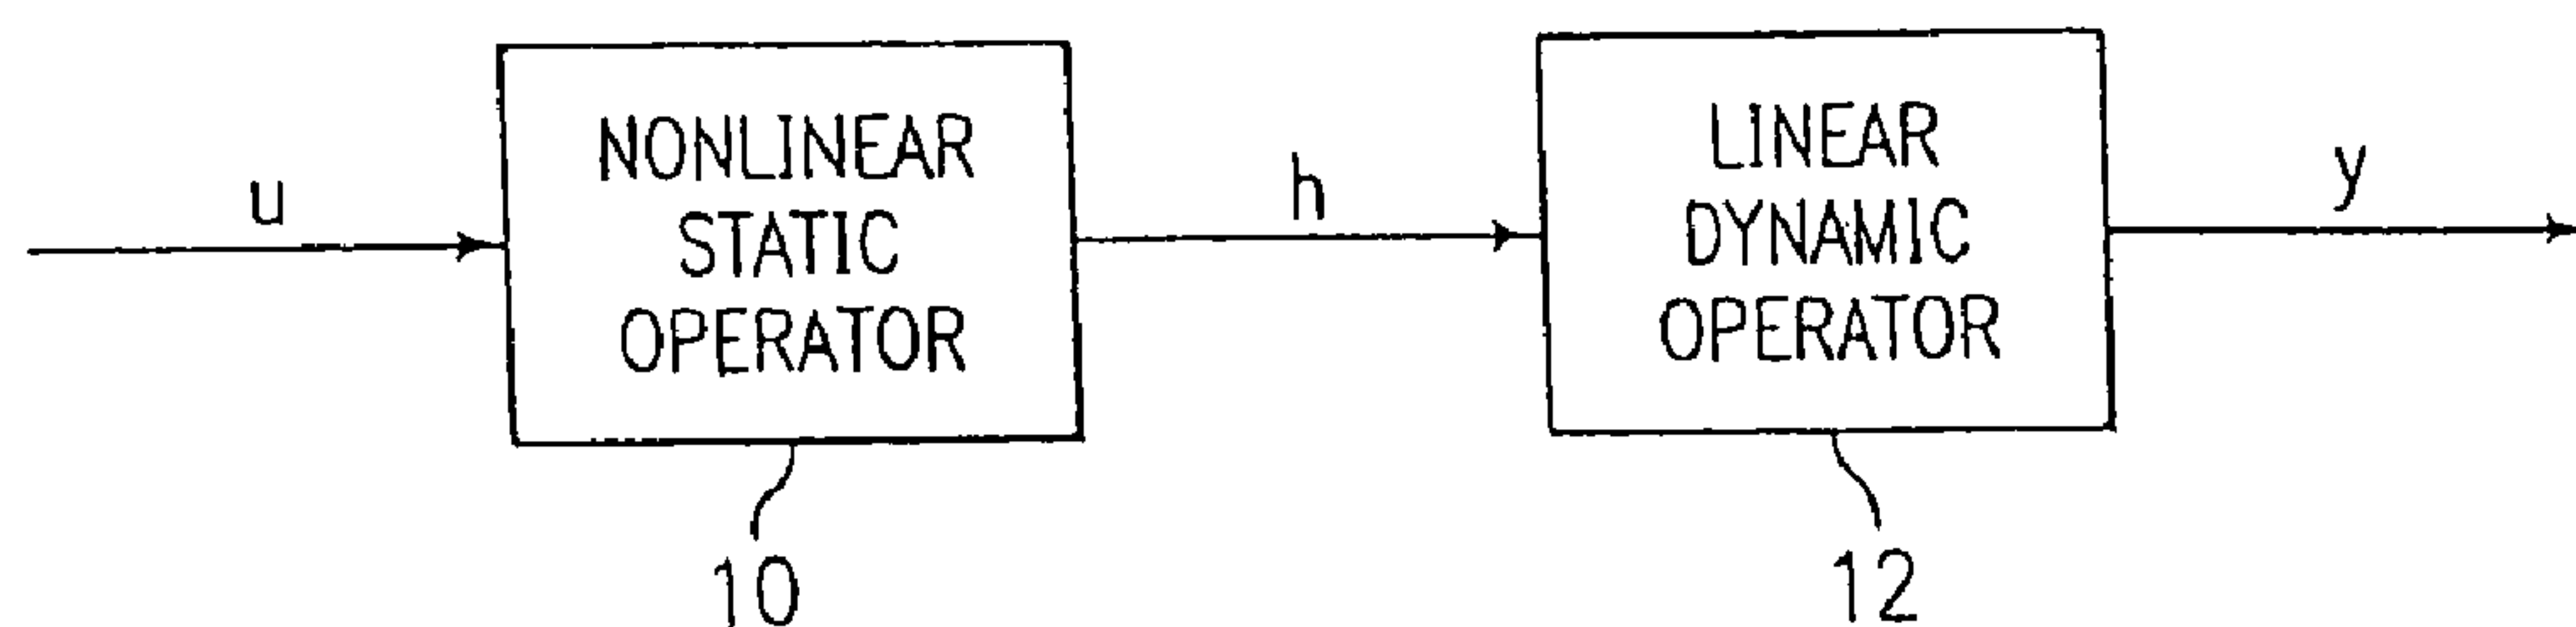 u
NONLINEAR
STATIC
OPERATOR
h
LINEAR
DYNAMIC
OPERATOR
y
10
12